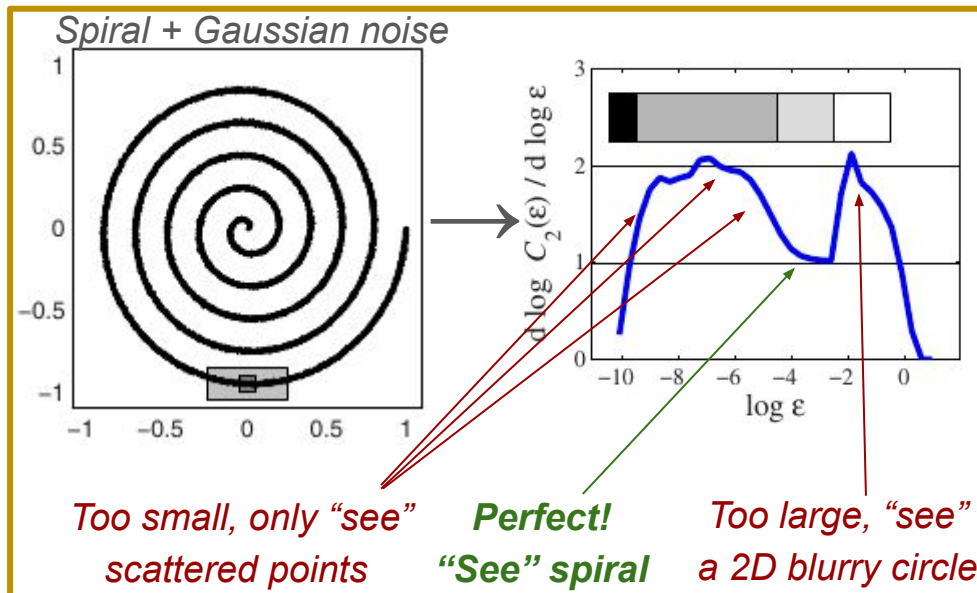 Spiral + Gaussian noise
1
0.5
0
−0.5
−1
−1 −0.5 0 0.5 1
d log C₂(ε) / d log ε
3
2
1
0
−10 −8 −6 −4 −2 0
log ε
Too small, only “see”
scattered points
Perfect!
“See” spiral
Too large, “see”
a 2D blurry circle